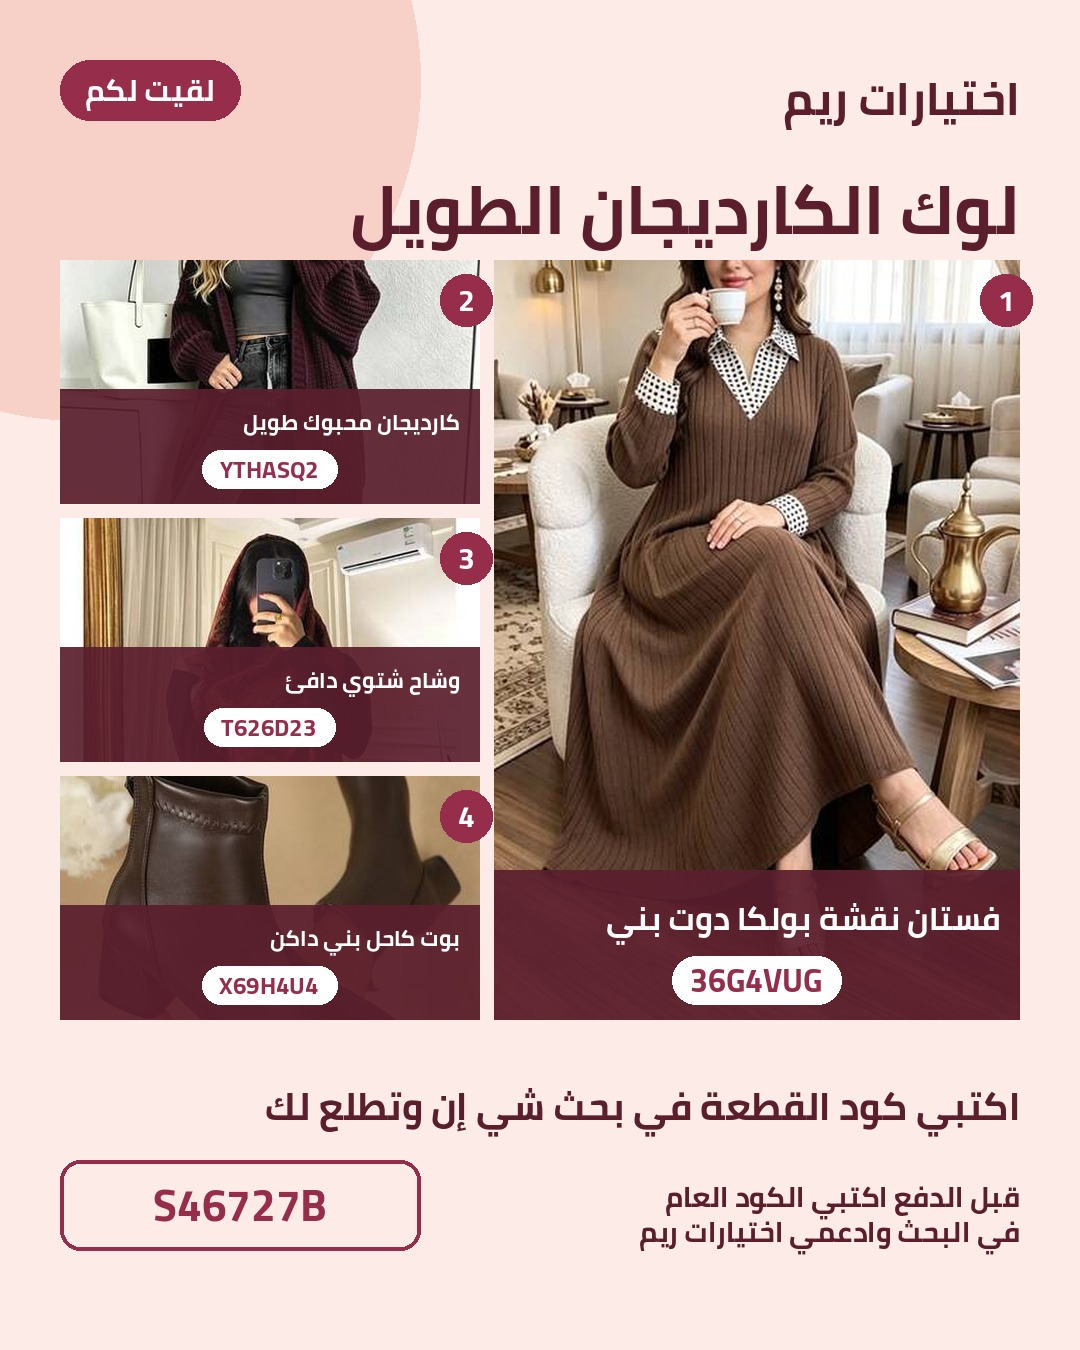 اختيارات ريم
لقيت لكم
لوك الكارديجان الطويل
1
فستان نقشة بولكا دوت بني
36G4VUG
2
كارديجان محبوك طويل
YTHASQ2
3
وشاح شتوي دافئ
T626D23
4
بوت كاحل بني داكن
X69H4U4
اكتبي كود القطعة في بحث شي إن وتطلع لك
قبل الدفع اكتبي الكود العام
في البحث وادعمي اختيارات ريم
S46727B